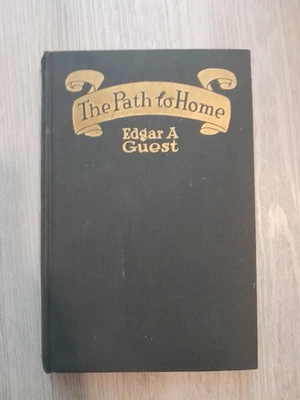 The Path to Home
Edgar A
Guest